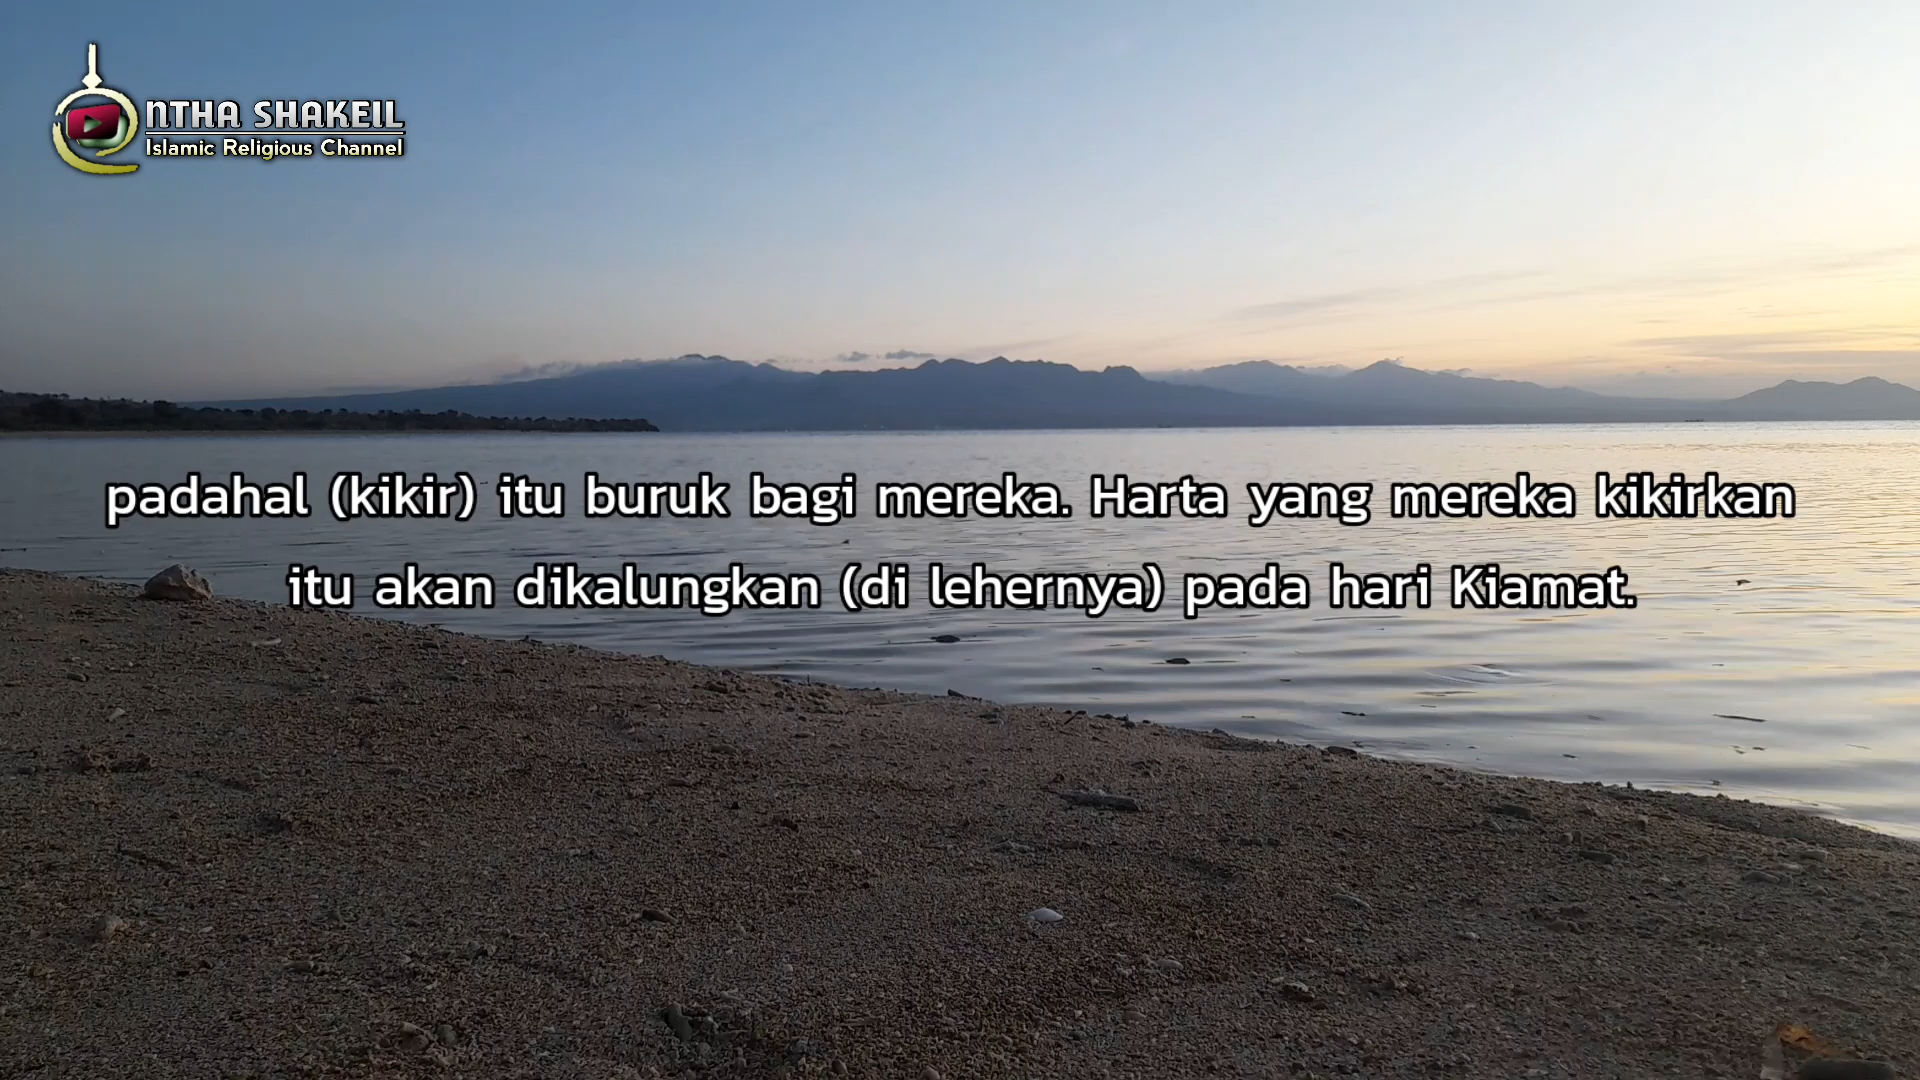 NTHA SHAKEIL
Islamic Religious Channel
padahal (kikir) itu buruk bagi mereka. Harta yang mereka kikirkan
itu akan dikalungkan (di lehernya) pada hari Kiamat.